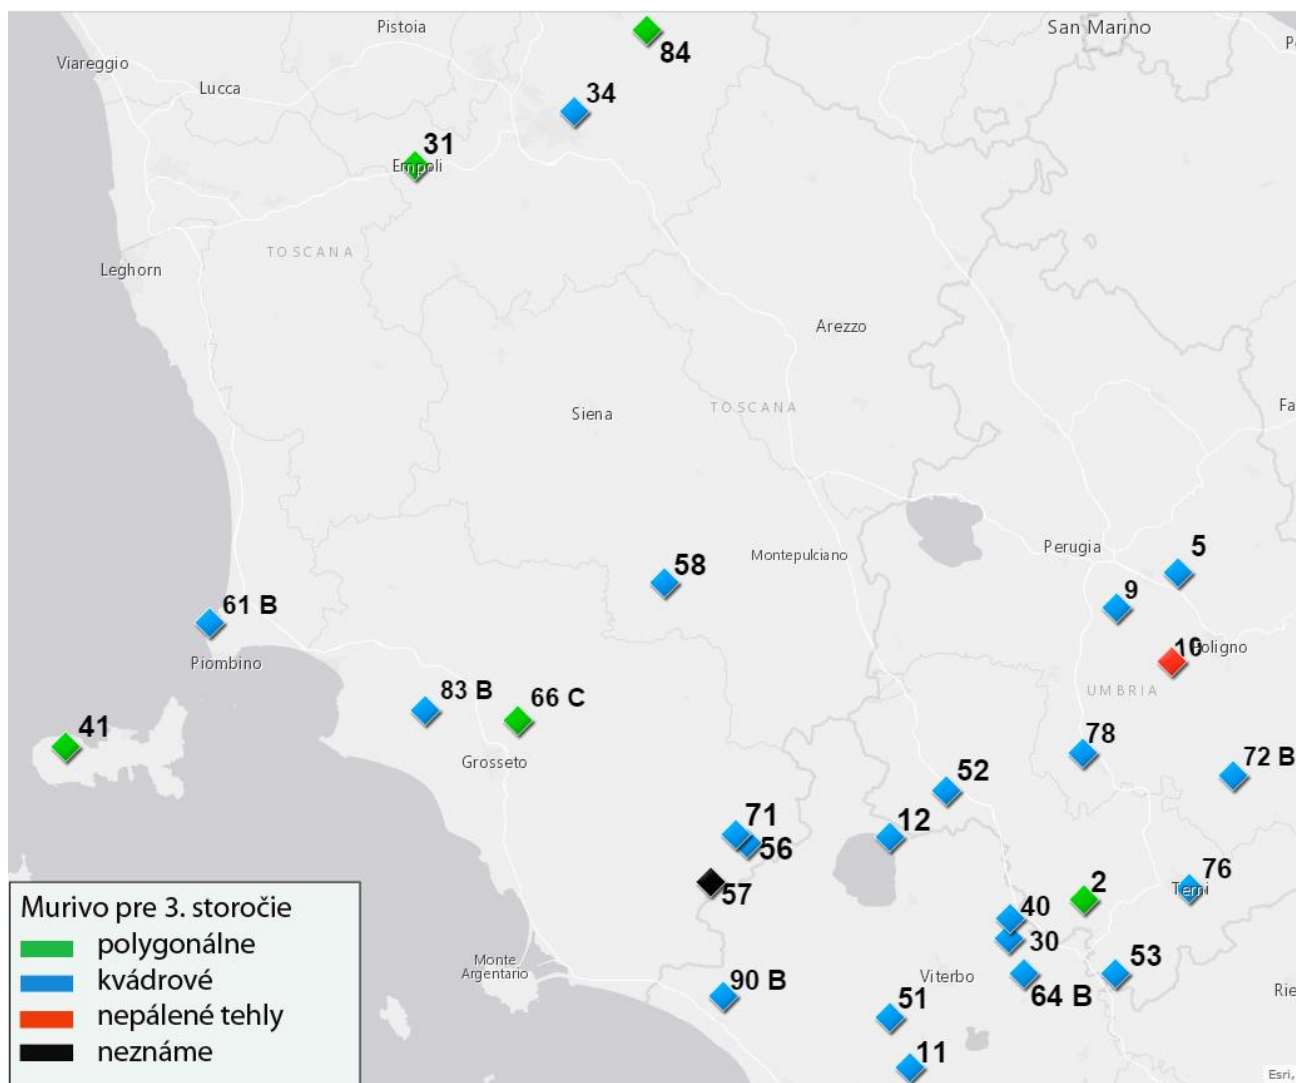 Pistoia
San Marino
84
Viareggio
Lucca
34
31
Empoli
TOSCANA
Leghorn
Arezzo
Siena
TOSCANA
Perugia
5
Montepulciano
58
9
61 B
10
Foligno
Piombino
UMBRIA
83 B
66 C
41
78
72 B
Grosseto
52
71
12
56
76
57
2
Terni
40
30
Monte
Argentario
90 B
Viterbo
64 B
53
51
11
Murivo pre 3. storočie
polygonálne
kvádrové
nepálené tehly
neznáme
Esri,